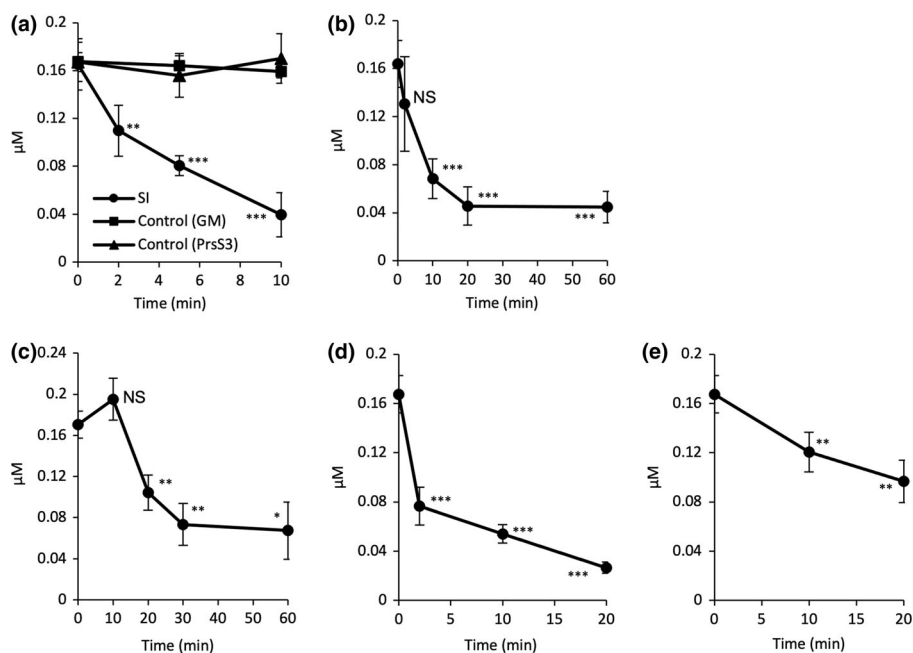 (a)
0.2
0.16
0.12
0.08
0.04
0
µM
**
***
***
SI
Control (GM)
Control (PrsS3)
0 2 4 6 8 10
Time (min)
(b)
0.2
0.16
0.12
0.08
0.04
0
µM
NS
***
***
***
0 10 20 30 40 50 60
Time (min)
(c)
0.24
0.2
0.16
0.12
0.08
0.04
0
µM
NS
**
**
*
0 10 20 30 40 50 60
Time (min)
(d)
0.2
0.16
0.12
0.08
0.04
0
µM
***
***
***
0 5 10 15 20
Time (min)
(e)
0.2
0.16
0.12
0.08
0.04
0
µM
**
**
0 5 10 15 20
Time (min)